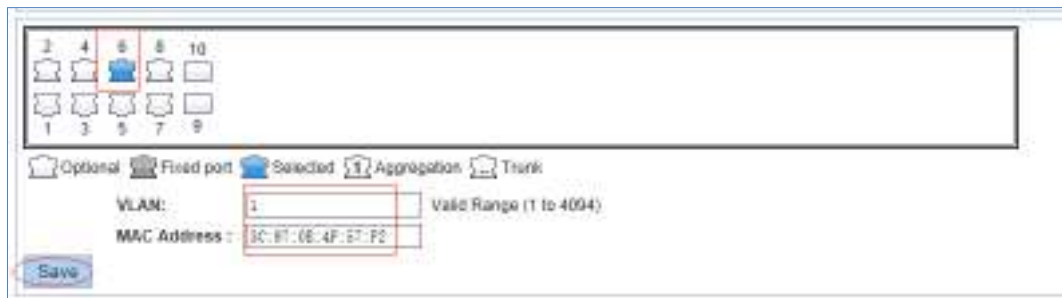 2 4 6 8 10
1 3 5 7 9
Optional Fixed port Selected 1 Aggregation Trunk
VLAN: 1 Valid Range (1 to 4094)
MAC Address :
Save